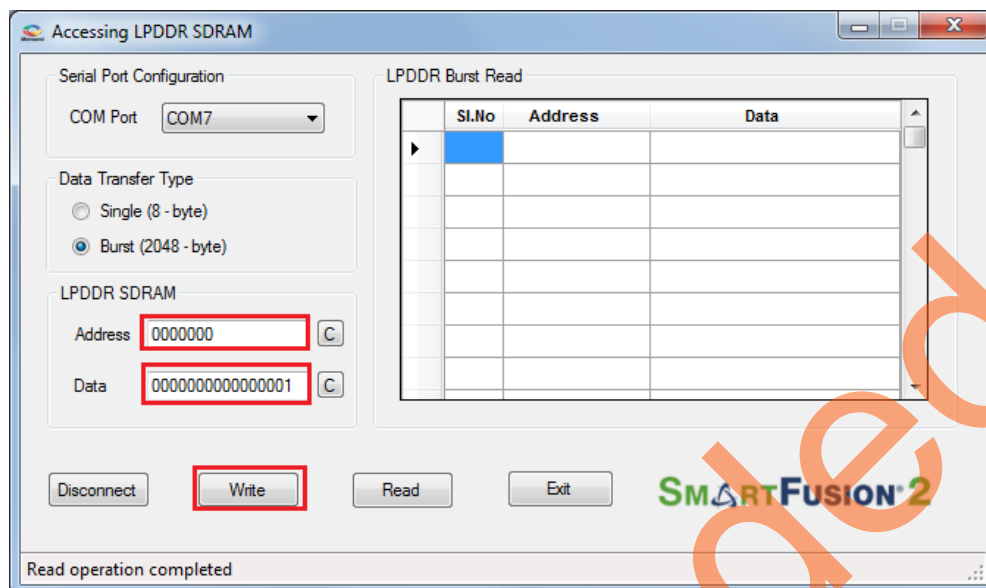 Accessing LPDDR SDRAM
Serial Port Configuration
COM Port COM7
Data Transfer Type
Single (8 - byte)
Burst (2048 - byte)
LPDDR SDRAM
Address 0000000 C
Data 0000000000000001 C
LPDDR Burst Read
Sl.No Address Data
Disconnect Write Read Exit
SMARTFUSION® 2
Read operation completed
ded